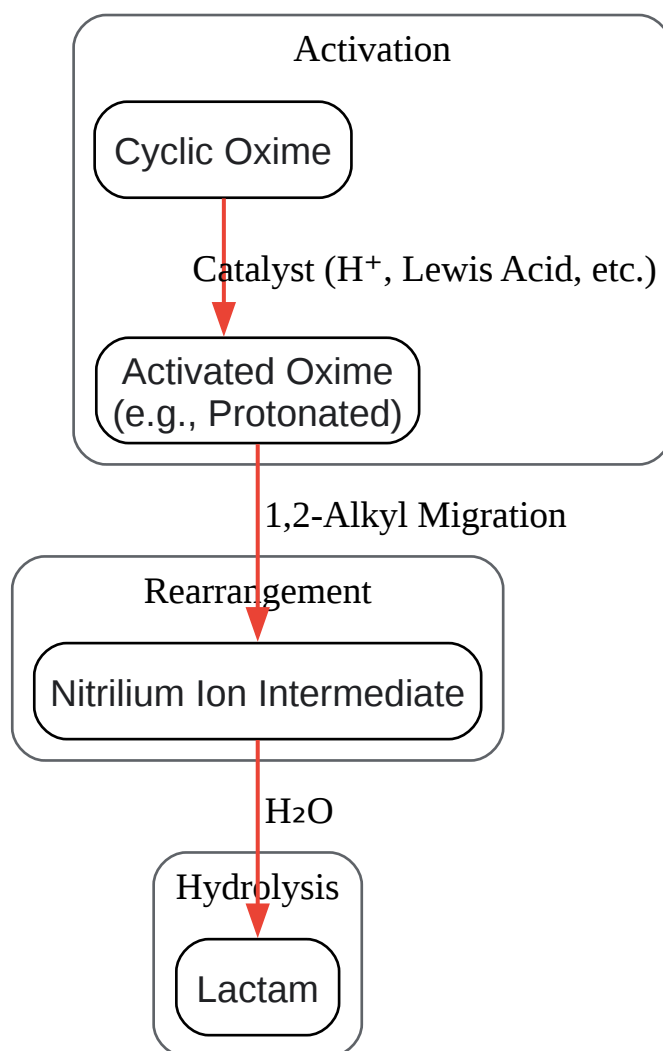 Activation
Cyclic Oxime
Catalyst (H⁺, Lewis Acid, etc.)
Activated Oxime
(e.g., Protonated)
1,2-Alkyl Migration
Rearrangement
Nitrilium Ion Intermediate
H₂O
Hydrolysis
Lactam